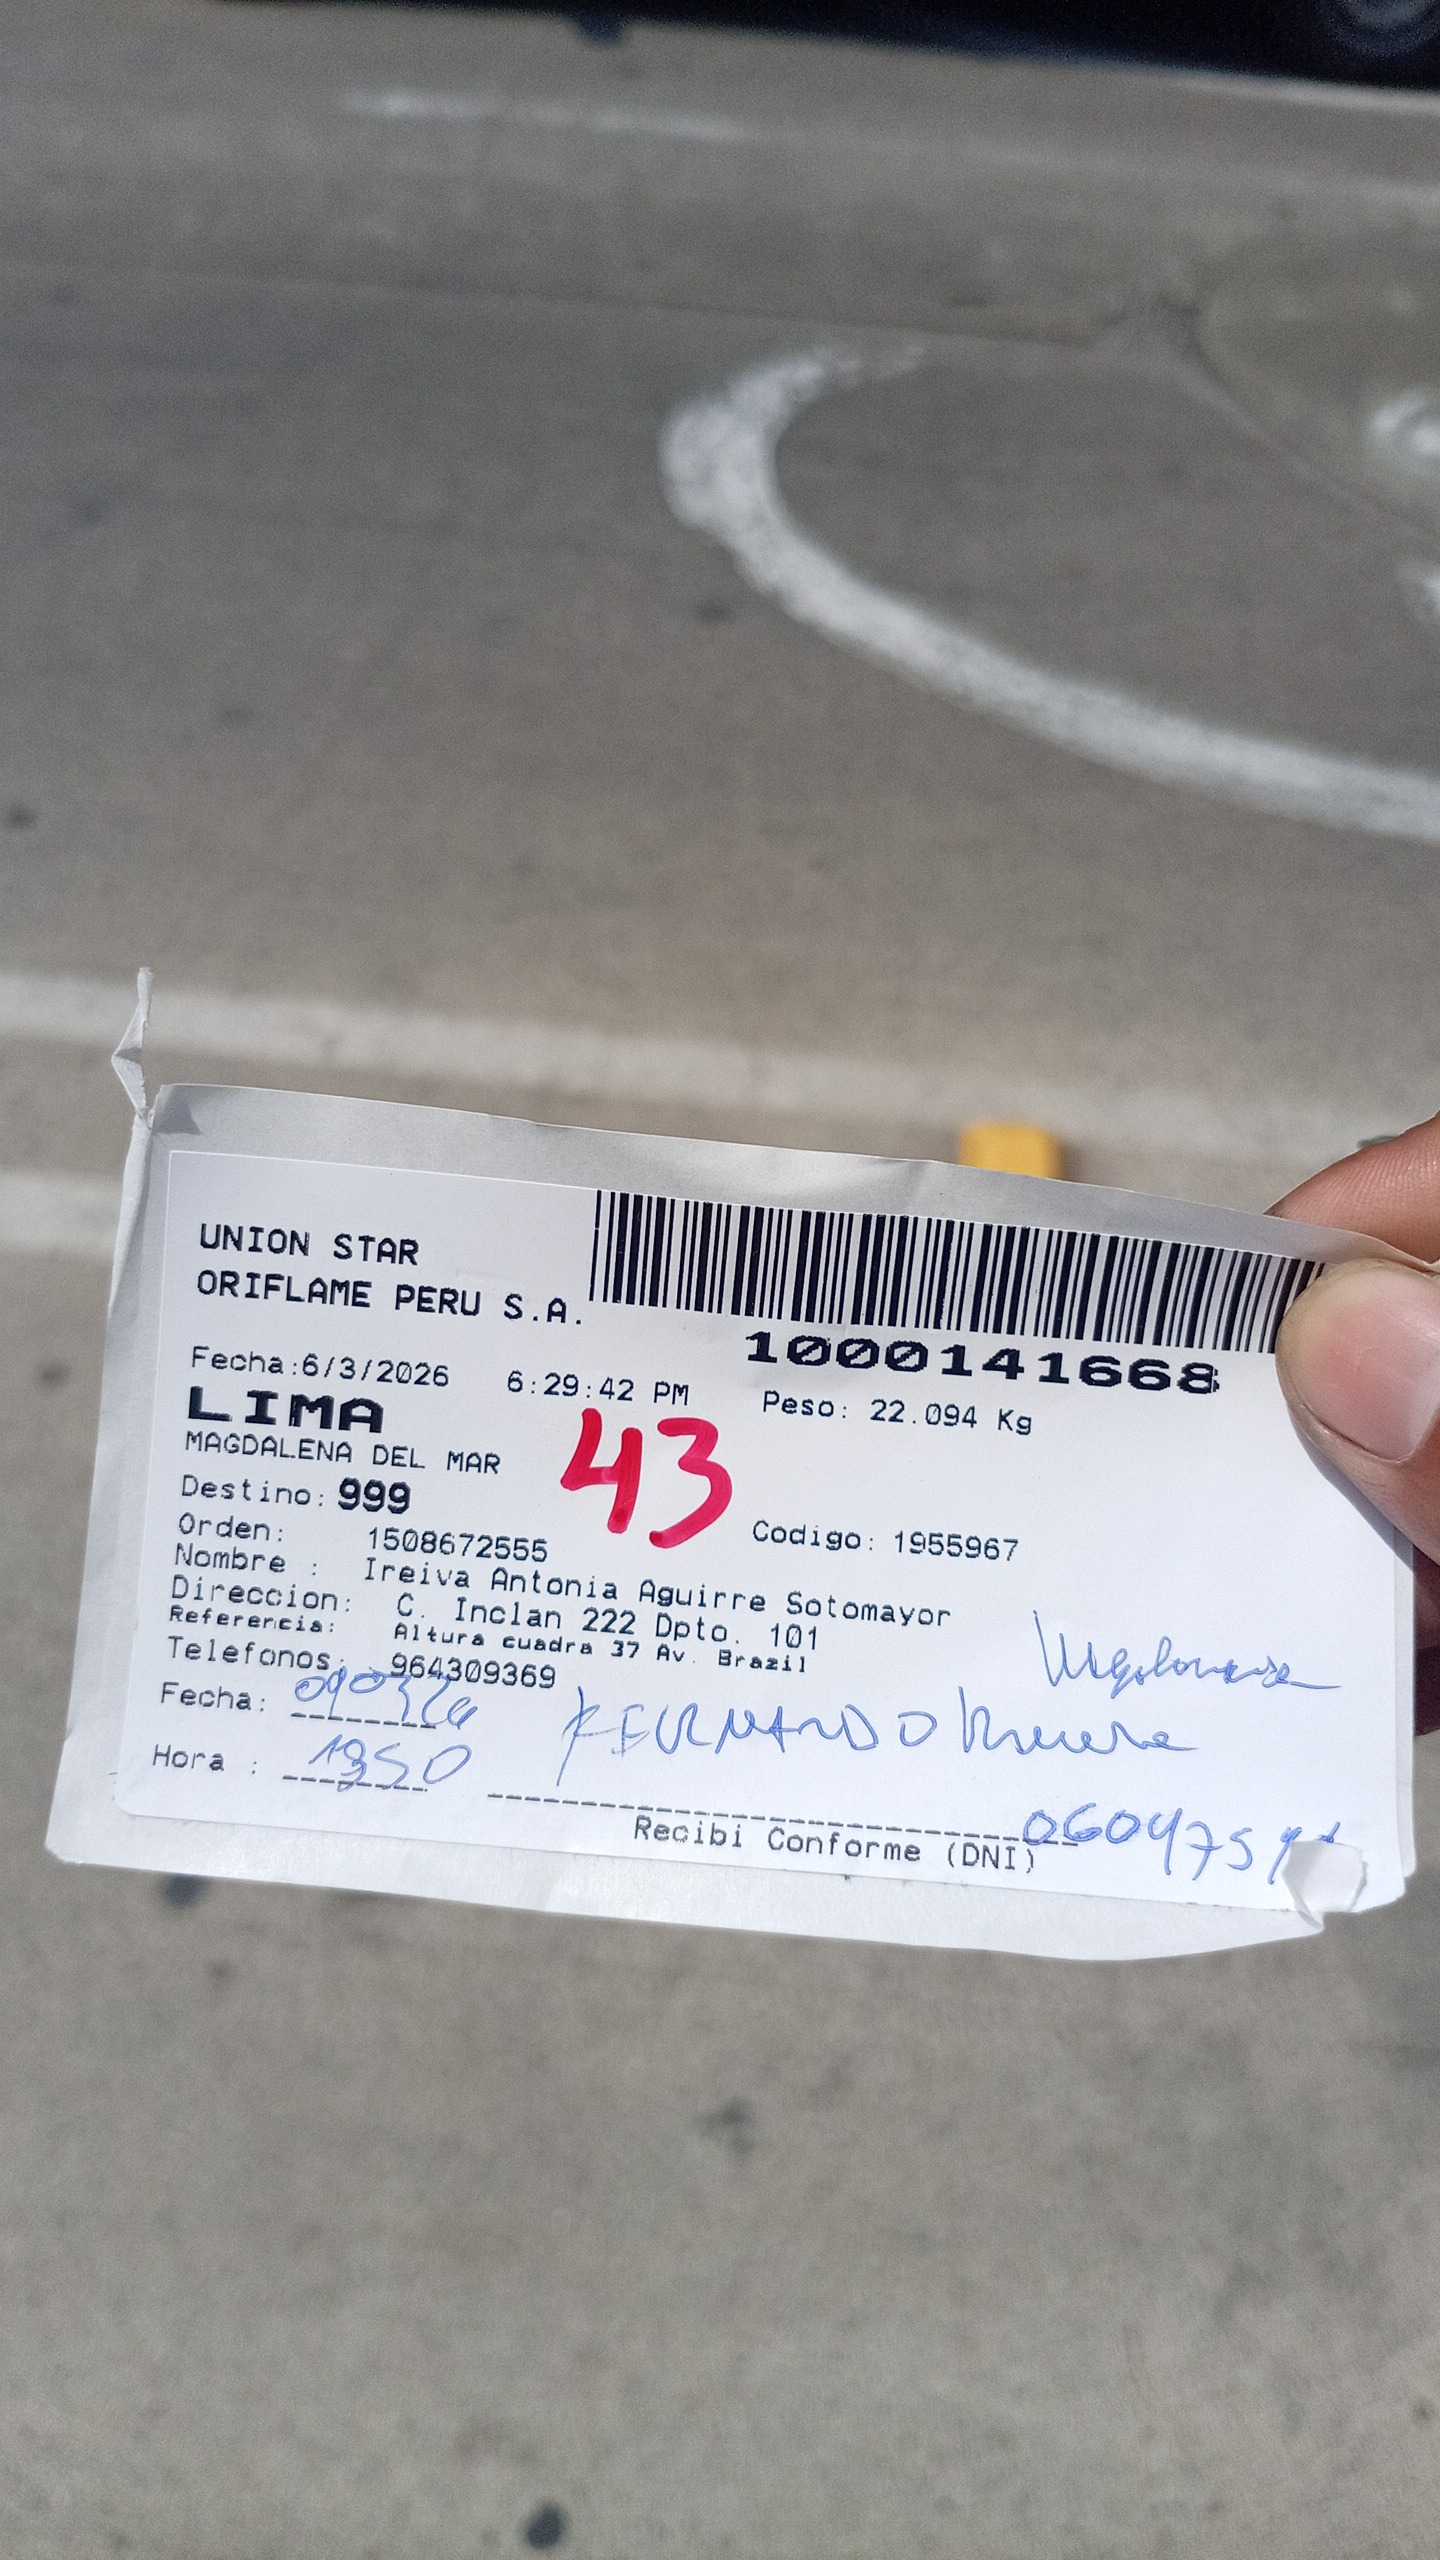 UNION STAR
ORIFLAME PERU S.A.
1000141668
Fecha:6/3/2026 6:29:42 PM Peso: 22.094 Kg
LIMA
MAGDALENA DEL MAR
43
Destino: 999
Orden: 1508672555 Codigo: 1955967
Nombre : Ireiva Antonia Aguirre Sotomayor
Direccion: C. Inclan 222 Dpto. 101
Referencia: Altura cuadra 37 Av. Brazil
Telefonos: 964309369
Fecha: 090326
FERNANDO
Hora : 1350
Recibi Conforme (DNI)